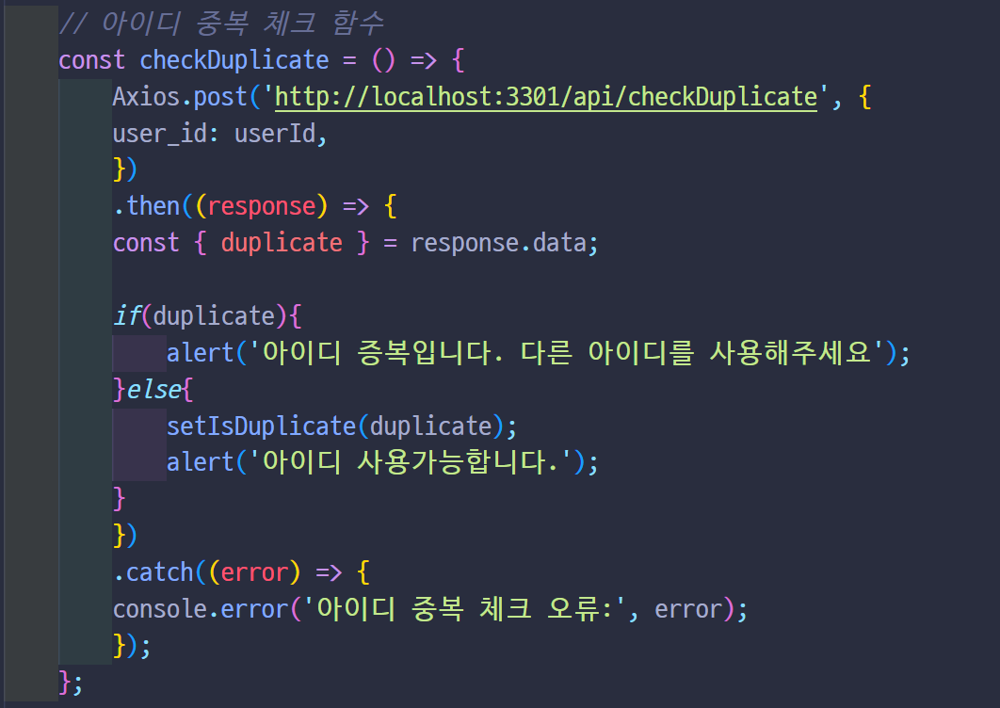 // 아이디 중복 체크 함수
const checkDuplicate = () => {
Axios.post('http://localhost:3301/api/checkDuplicate', {
user_id: userId,
})
.then((response) => {
const { duplicate } = response.data;
if(duplicate){
alert('아이디 증복입니다. 다른 아이디를 사용해주세요');
}else{
setIsDuplicate(duplicate);
alert('아이디 사용가능합니다.');
}
})
.catch((error) => {
console.error('아이디 중복 체크 오류:', error);
});
};